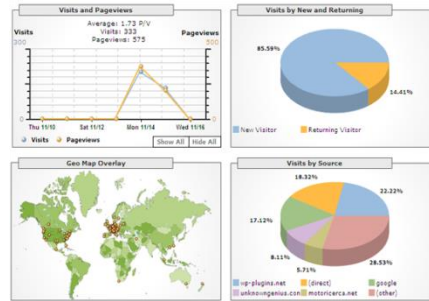 Visits and Pageviews
Average: 1.73 P/V
Visits: 333
Pageviews: 575
Visits
Pageviews
300
500
0
0
Thu 11/10
Sat 11/12
Mon 11/14
Wed 11/16
Visits
Pageviews
Show All
Hide All
Visits by New and Returning
85.59%
14.41%
New Visitor
Returning Visitor
Geo Map Overlay
Visits by Source
18.32%
22.22%
17.12%
8.11%
5.71%
28.53%
wp-plugins.net
(direct)
google
unknowngenius.com
motoricerca.net
(other)